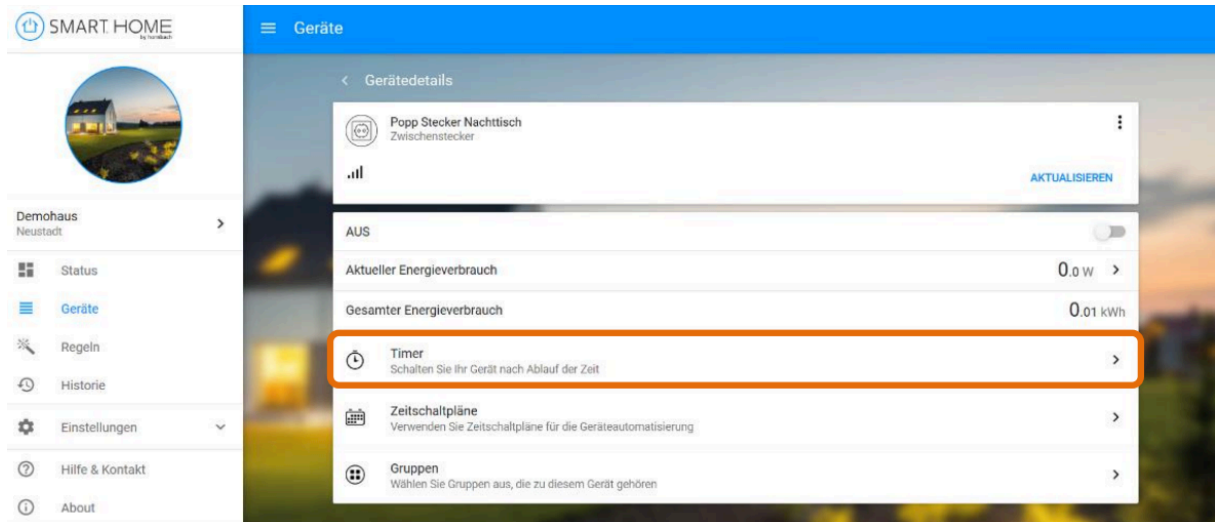 SMART HOME
by hornbach
Geräte
Gerätedetails
Popp Stecker Nachttisch
Zwischenstecker
AKTUALISIEREN
Demohaus
Neustadt
AUS
Status
Aktueller Energieverbrauch 0.0 W
Geräte
Gesamter Energieverbrauch 0.01 kWh
Regeln
Timer
Schalten Sie Ihr Gerät nach Ablauf der Zeit
Historie
Zeitschaltpläne
Verwenden Sie Zeitschaltpläne für die Geräteautomatisierung
Einstellungen
Gruppen
Wählen Sie Gruppen aus, die zu diesem Gerät gehören
Hilfe & Kontakt
About